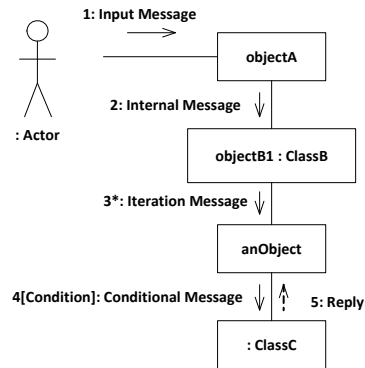 1: Input Message
objectA
: Actor
2: Internal Message
objectB1 : ClassB
3*: Iteration Message
anObject
4[Condition]: Conditional Message
5: Reply
: ClassC